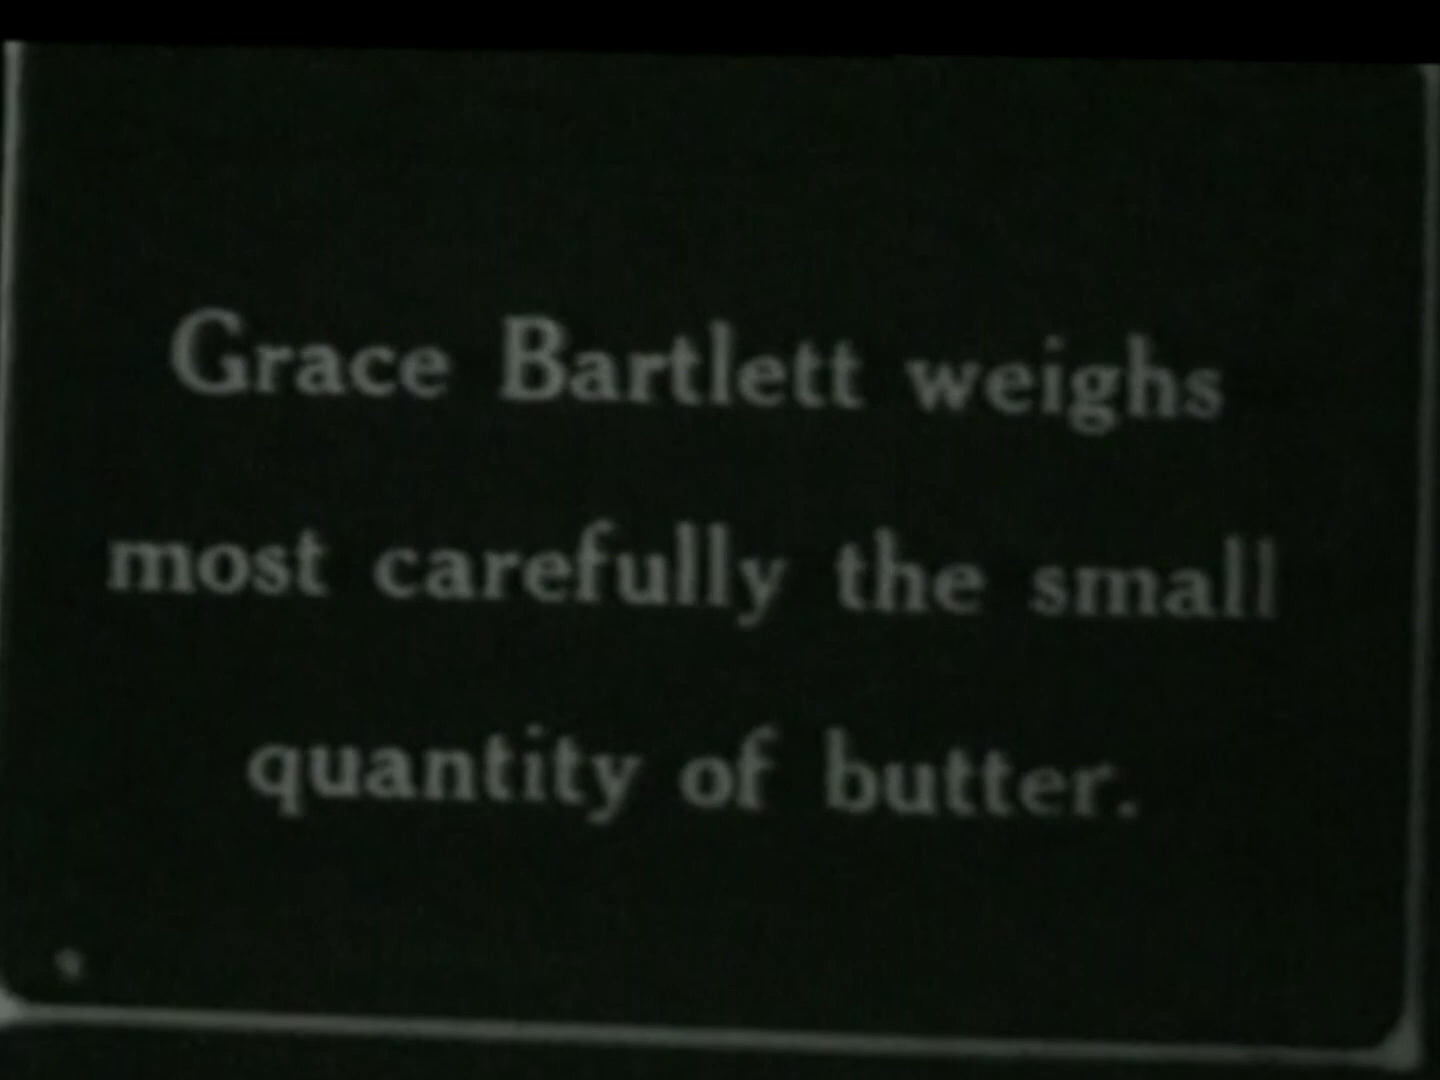 Grace Bartlett weighs
most carefully the small
quantity of butter.